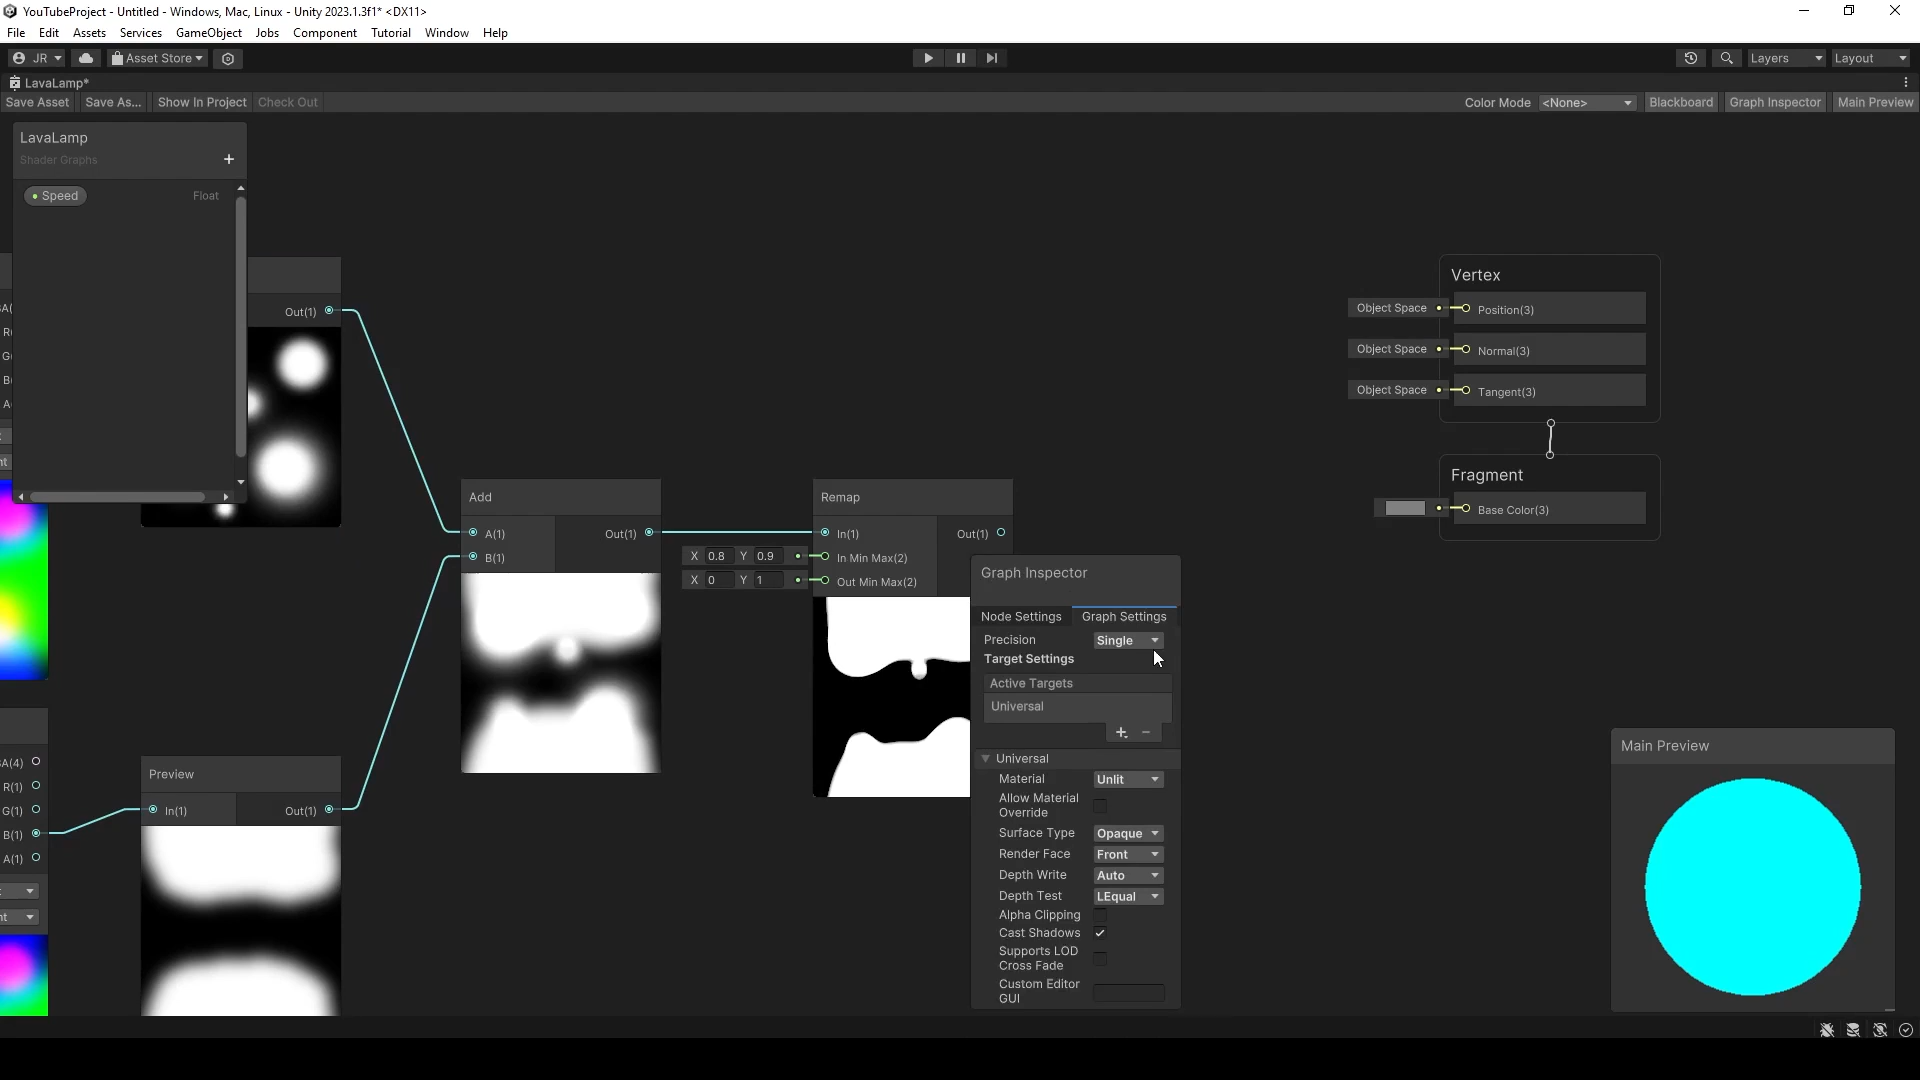 YouTubeProject - Untitled - Windows, Mac, Linux - Unity 2023.1.3f1* <DX11>
File Edit Assets Services GameObject Jobs Component Tutorial Window Help
JR Asset Store Layers Layout
LavaLamp*
Save Asset Save As... Show In Project Check Out Color Mode <None> Blackboard Graph Inspector Main Preview
LavaLamp
Shader Graphs +
Speed Float
Out(1)
Vertex
Object Space Position(3)
Object Space Normal(3)
Object Space Tangent(3)
Fragment
Base Color(3)
Add
A(1) Out(1)
B(1)
Remap
In(1) Out(1)
X 0.8 Y 0.9 In Min Max(2)
X 0 Y 1 Out Min Max(2)
Graph Inspector
Node Settings Graph Settings
Precision Single
Target Settings
Active Targets
Universal
+ -
Universal
Material Unlit
Allow Material
Override
Surface Type Opaque
Render Face Front
Depth Write Auto
Depth Test LEqual
Alpha Clipping
Cast Shadows
Supports LOD
Cross Fade
Custom Editor
GUI
A(4)
R(1)
G(1)
B(1)
A(1)
Preview
In(1) Out(1)
Main Preview